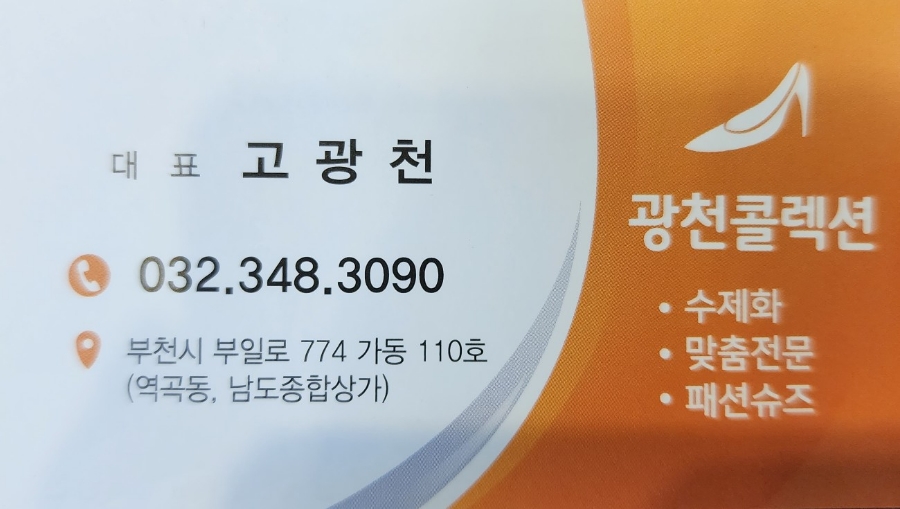 대 표 고 광 천
032.348.3090
부천시 부일로 774 가동 110호
(역곡동, 남도종합상가)
광천콜렉션
• 수제화
• 맞춤전문
• 패션슈즈